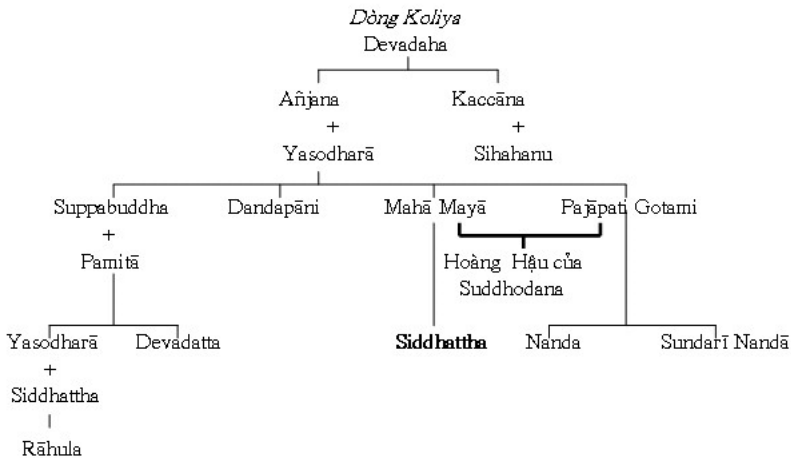 Dòng Koliya
Devadaha
Añjana Kaccāna
+ +
Yasodharā Sihahanu
Suppabuddha Dandapāni Mahā Mayā Pajāpati Gotami
+
Pamitā Hoàng Hậu của
Suddhodana
Yasodharā Devadatta Siddhattha Nanda Sundarī Nandā
+
Siddhattha
Rāhula